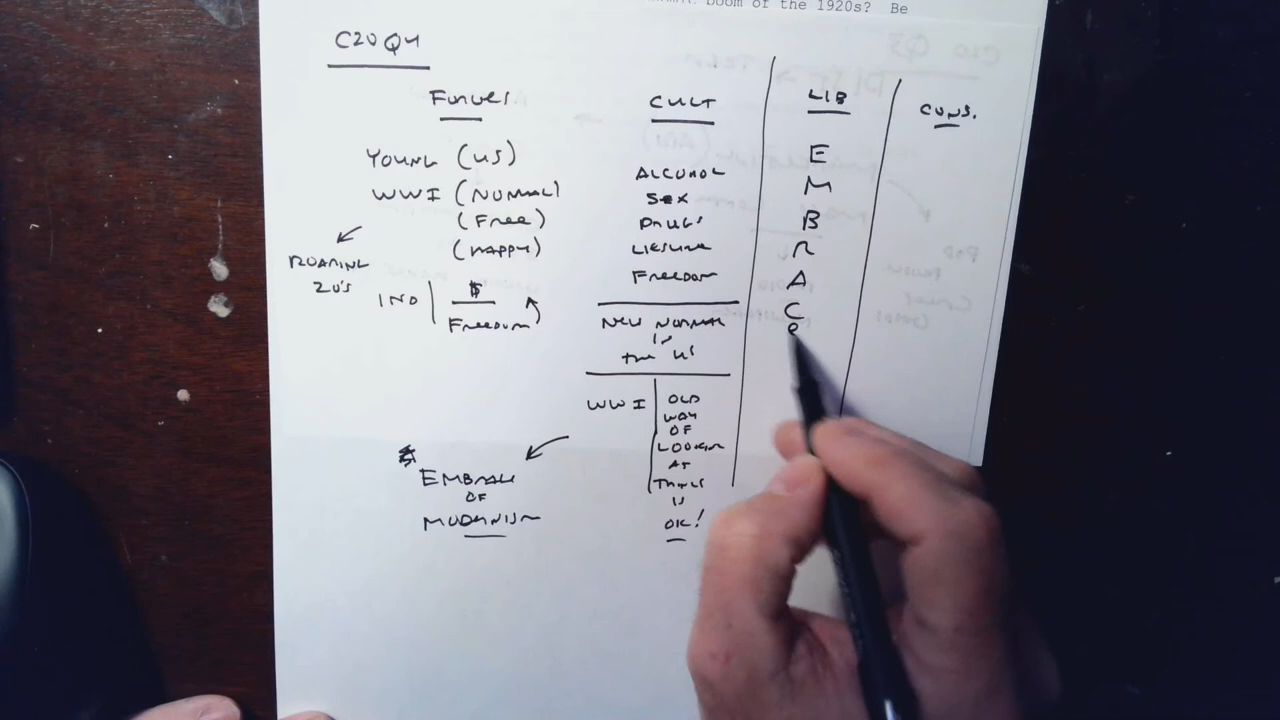 BOOM of the 1920s? Be
C20 Q4
FORCES
YOUNG (US)
WWI (NORMAL)
(FREE)
(HAPPY)
ROARING
20'S
IND $
FREEDOM
CULT
ALCOHOL
SEX
DRUGS
LIESURE
FREEDOM
NEW NORMAL
IS
THE US
WWI OLD
WAY
OF
LOOKIN
AT
THINGS
IS
OK!
EMBRACE
OF
MODERNISM
LIB
E
M
B
R
A
C
E
CONS.